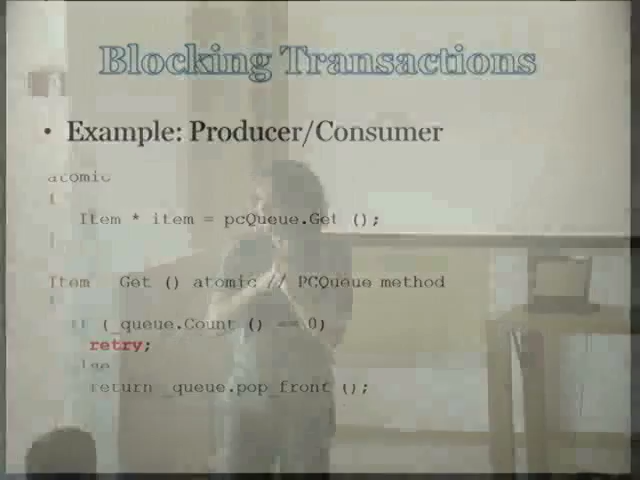 Blocking Transactions
• Example: Producer/Consumer
atomic
{
Item * item = pcQueue.Get ();
Item Get () atomic // PCQueue method
if (_queue.Count () == 0)
retry;
return _queue.pop_front ();